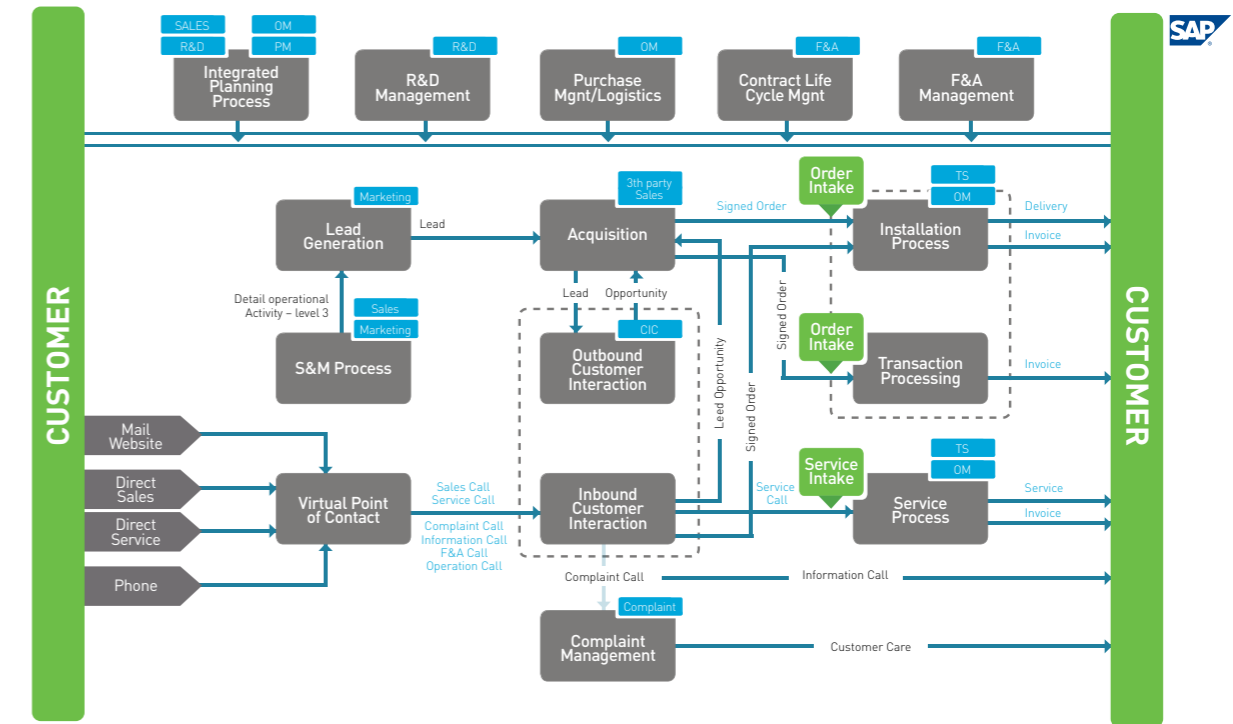 SALES
OM
R&D
PM
Integrated
Planning
Process
R&D
R&D
Management
OM
Purchase
Mgnt/Logistics
F&A
Contract Life
Cycle Mgnt
F&A
F&A
Management
SAP
®
CUSTOMER
Marketing
Lead
Generation
Lead
3th party
Sales
Acquisition
Signed Order
Order
Intake
TS
OM
Installation
Process
Delivery
Invoice
Detail operational
Activity – level 3
Sales
Marketing
S&M Process
Lead
Opportunity
CIC
Outbound
Customer
Interaction
Leed Opportunity
Signed Order
Signed Order
Order
Intake
Transaction
Processing
Invoice
CUSTOMER
Mail
Website
Direct
Sales
Direct
Service
Phone
Virtual Point
of Contact
Sales Call
Service Call
Complaint Call
Information Call
F&A Call
Operation Call
Inbound
Customer
Interaction
Service
Call
Service
Intake
TS
OM
Service
Process
Service
Invoice
Complaint Call
Information Call
Complaint
Complaint
Management
Customer Care